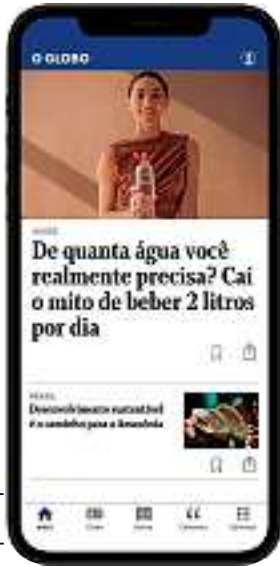 O GLOBO
De quanta água você
realmente precisa? Cai
o mito de beber 2 litros
por dia
BRASIL
Desenvolvimento sustentável
é o caminho para a Amazônia